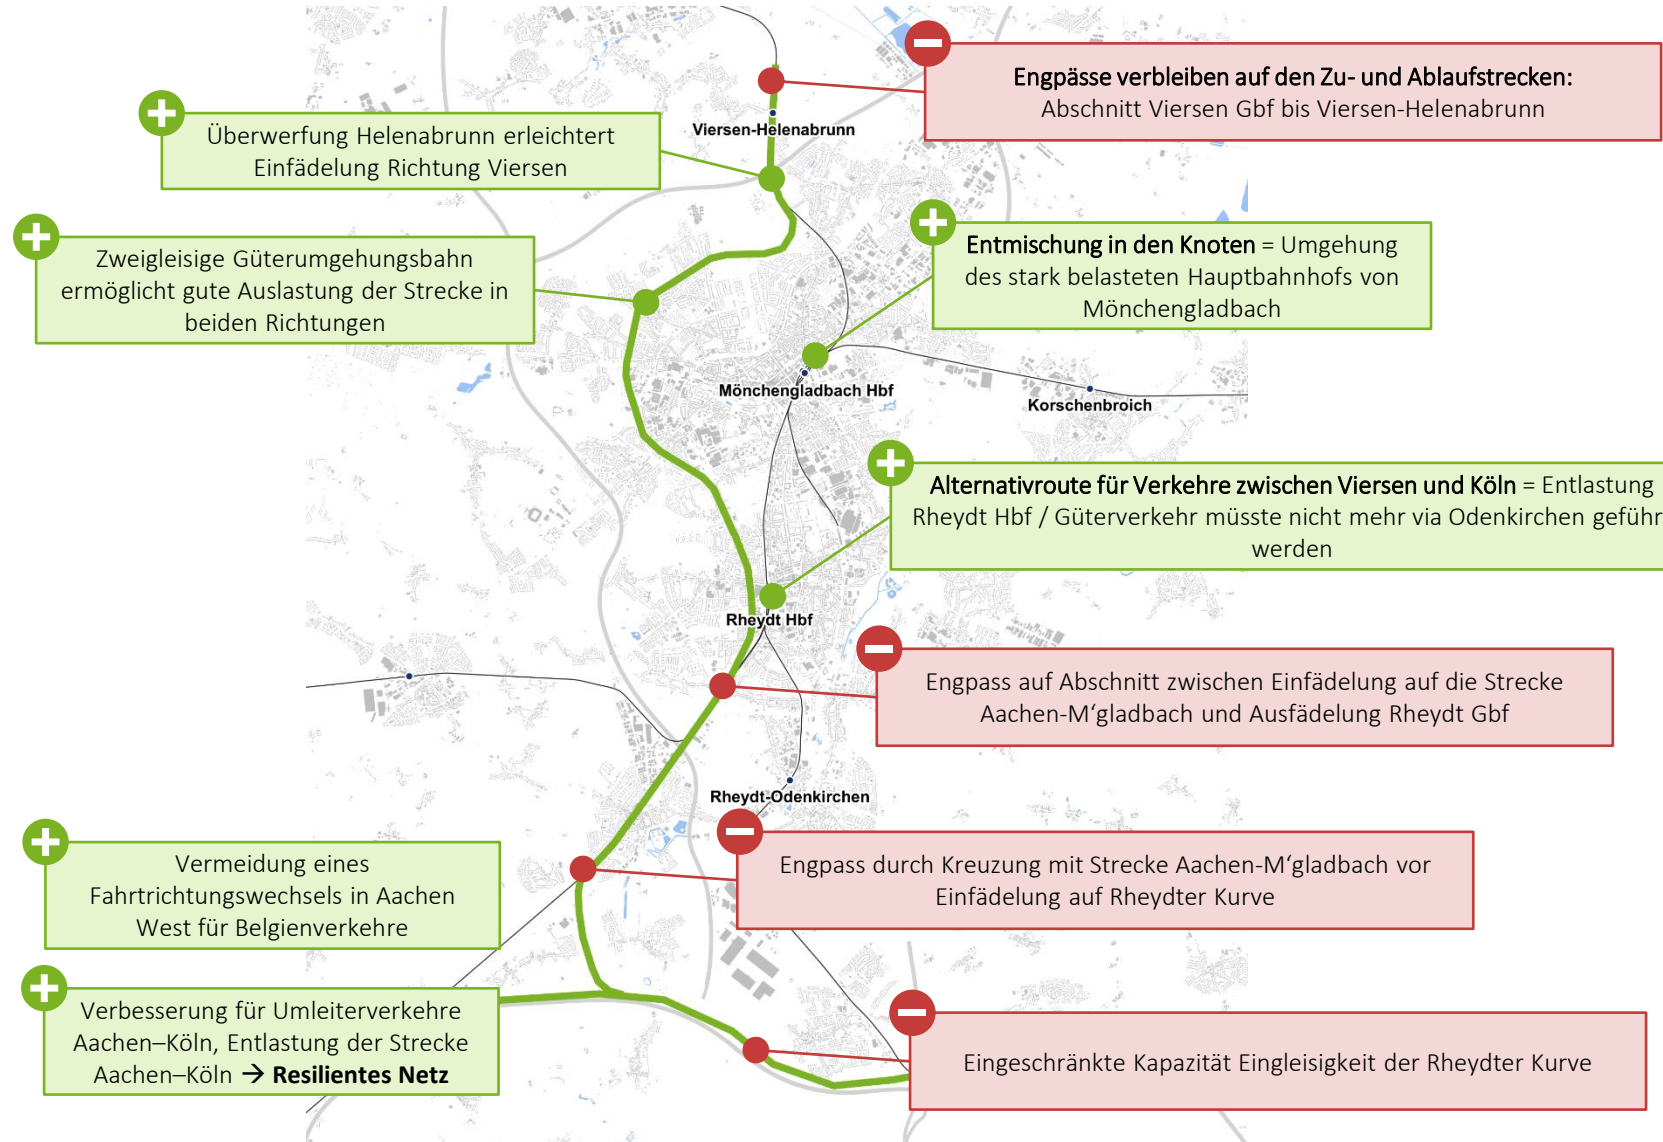 Engpässe verbleiben auf den Zu- und Ablaufstrecken:
Abschnitt Viersen Gbf bis Viersen-Helenabrunn
Überwerfung Helenabrunn erleichtert
Einfädelung Richtung Viersen
Viersen-Helenabrunn
Zweigleisige Güterumgehungsbahn
ermöglicht gute Auslastung der Strecke in
beiden Richtungen
Entmischung in den Knoten = Umgehung
des stark belasteten Hauptbahnhofs von
Mönchengladbach
Mönchengladbach Hbf
Korschenbroich
Alternativroute für Verkehre zwischen Viersen und Köln = Entlastung
Rheydt Hbf / Güterverkehr müsste nicht mehr via Odenkirchen geführ
werden
Rheydt Hbf
Engpass auf Abschnitt zwischen Einfädelung auf die Strecke
Aachen-M‘gladbach und Ausfädelung Rheydt Gbf
Rheydt-Odenkirchen
Vermeidung eines
Fahrtrichtungswechsels in Aachen
West für Belgienverkehre
Engpass durch Kreuzung mit Strecke Aachen-M‘gladbach vor
Einfädelung auf Rheydter Kurve
Verbesserung für Umleiterverkehre
Aachen–Köln, Entlastung der Strecke
Aachen–Köln → Resilientes Netz
Eingeschränkte Kapazität Eingleisigkeit der Rheydter Kurve